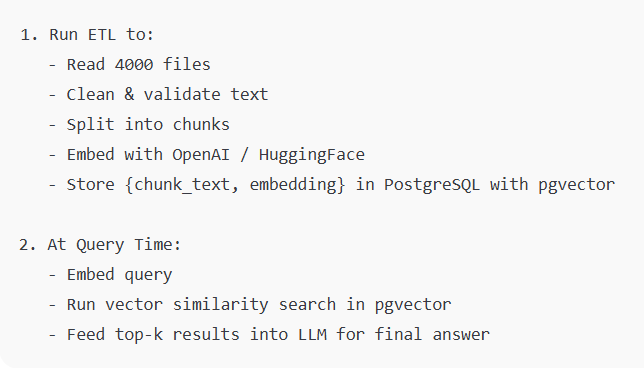 1. Run ETL to:
- Read 4000 files
- Clean & validate text
- Split into chunks
- Embed with OpenAI / HuggingFace
- Store {chunk_text, embedding} in PostgreSQL with pgvector
2. At Query Time:
- Embed query
- Run vector similarity search in pgvector
- Feed top-k results into LLM for final answer